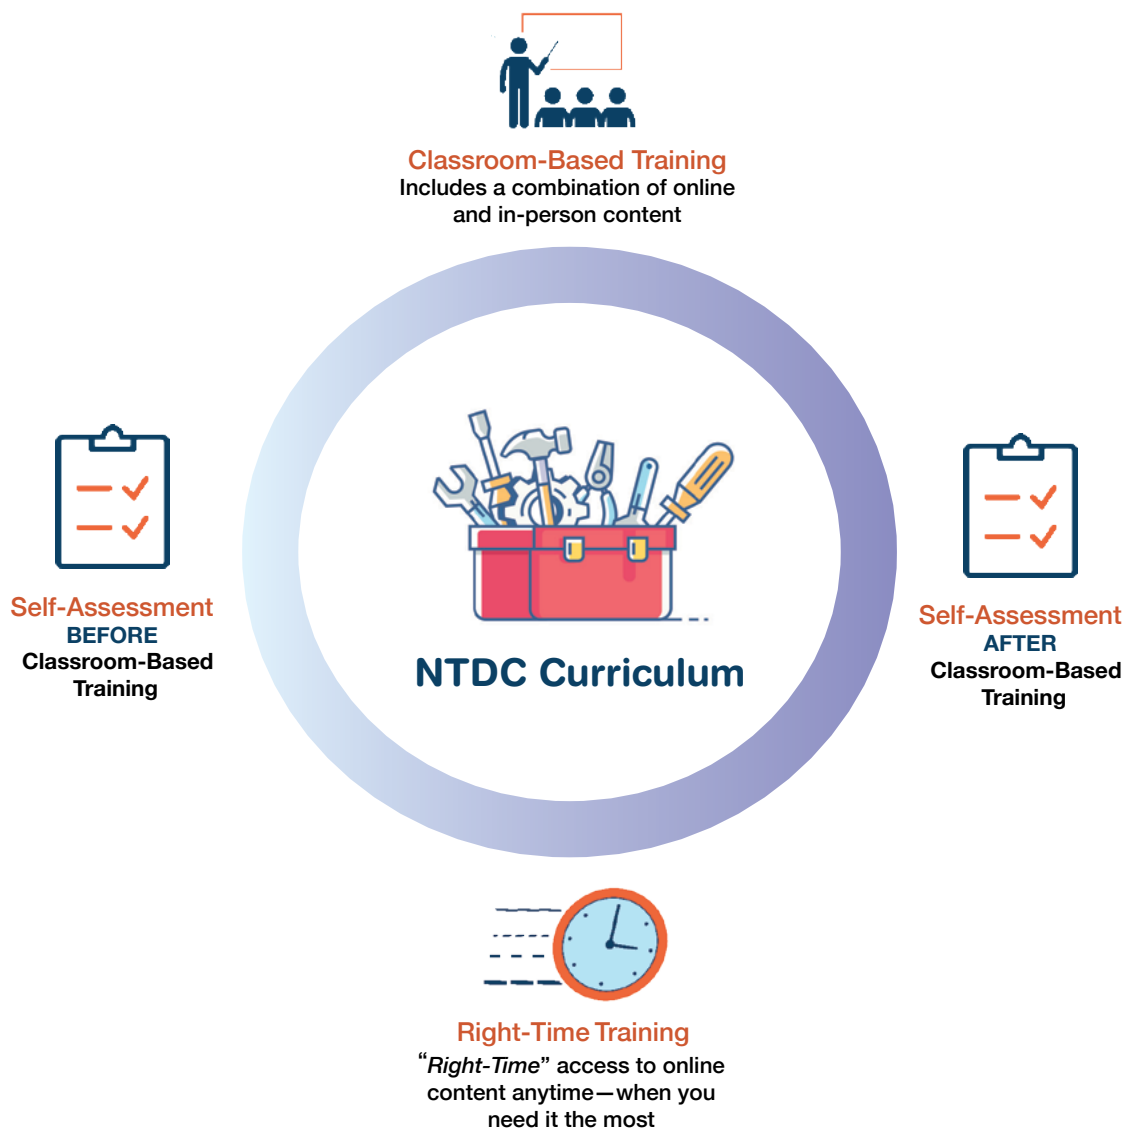 Classroom-Based Training
Includes a combination of online
and in-person content
Self-Assessment
BEFORE
Classroom-Based
Training
NTDC Curriculum
Self-Assessment
AFTER
Classroom-Based
Training
Right-Time Training
“Right-Time” access to online
content anytime—when you
need it the most